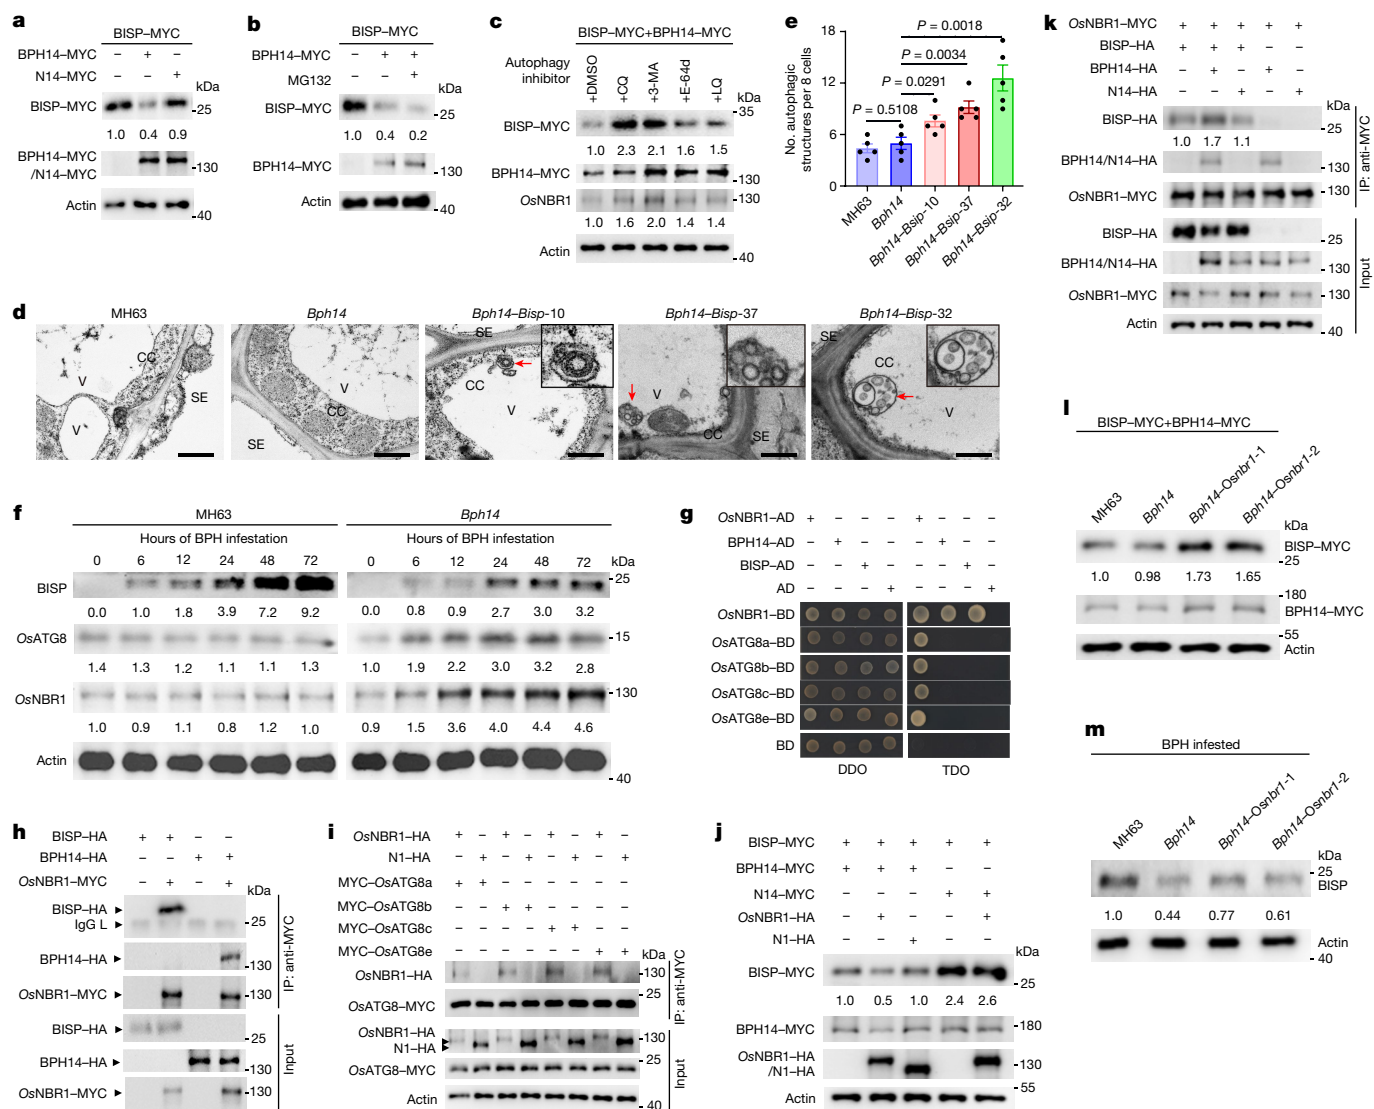 a
BISP–MYC
BPH14–MYC – + –
N14–MYC – – +
kDa
BISP–MYC
25
1.0 0.4 0.9
BPH14–MYC
/N14–MYC
130
Actin
40
b
BISP–MYC
BPH14–MYC – + +
MG132 – – +
kDa
BISP–MYC
25
1.0 0.4 0.2
BPH14–MYC
130
Actin
40
c
BISP–MYC+BPH14–MYC
Autophagy
inhibitor
+DMSO
+CQ
+3-MA
+E-64d
+LQ
kDa
35
BISP–MYC
1.0 2.3 2.1 1.6 1.5
BPH14–MYC
130
OsNBR1
130
1.0 1.6 2.0 1.4 1.4
Actin
40
e
No. autophagic
structures per 8 cells
18
12
6
0
P = 0.0018
P = 0.0034
P = 0.0291
P = 0.5108
MH63
Bph14
Bph14–Bsip-10
Bph14–Bsip-37
Bph14–Bsip-32
k
OsNBR1–MYC + + + + +
BISP–HA + + + – –
BPH14–HA – + – + –
N14–HA – – + – +
kDa
BISP–HA
25
1.0 1.7 1.1
BPH14/N14–HA
130
OsNBR1–MYC
130
IP: anti-MYC
BISP–HA
25
BPH14/N14–HA
130
OsNBR1–MYC
130
Actin
40
Input
d
MH63
CC
V
SE
V
Bph14
CC
SE
Bph14–Bisp-10
SE
CC
V
Bph14–Bisp-37
V
CC
SE
Bph14–Bisp-32
SE
CC
V
f
MH63
Bph14
Hours of BPH infestation
Hours of BPH infestation
0 6 12 24 48 72
0 6 12 24 48 72
kDa
BISP
25
0.0 1.0 1.8 3.9 7.2 9.2
0.0 0.8 0.9 2.7 3.0 3.2
OsATG8
15
1.4 1.3 1.2 1.1 1.1 1.3
1.0 1.9 2.2 3.0 3.2 2.8
OsNBR1
130
1.0 0.9 1.1 0.8 1.2 1.0
0.9 1.5 3.6 4.0 4.4 4.6
Actin
40
g
OsNBR1–AD + – – – + – – –
BPH14–AD – + – – – + – –
BISP–AD – – + – – – + –
AD – – – + – – – +
OsNBR1–BD
OsATG8a–BD
OsATG8b–BD
OsATG8c–BD
OsATG8e–BD
BD
DDO
TDO
l
BISP–MYC+BPH14–MYC
MH63
Bph14
Bph14–Osnbr1-1
Bph14–Osnbr1-2
kDa
BISP–MYC
25
1.0 0.98 1.73 1.65
180
BPH14–MYC
55
Actin
m
BPH infested
MH63
Bph14
Bph14–Osnbr1-1
Bph14–Osnbr1-2
kDa
25
BISP
1.0 0.44 0.77 0.61
Actin
40
h
BISP–HA + + – –
BPH14–HA – – + +
OsNBR1–MYC – + – +
kDa
BISP–HA
IgG L
25
BPH14–HA
130
OsNBR1–MYC
130
IP: anti-MYC
BISP–HA
25
BPH14–HA
130
OsNBR1–MYC
130
Input
i
OsNBR1–HA + – + – + – + –
N1–HA – + – + – + – +
MYC–OsATG8a + + – – – – – –
MYC–OsATG8b – – + + – – – –
MYC–OsATG8c – – – – + + – –
MYC–OsATG8e – – – – – – + +
kDa
OsNBR1–HA
130
25
OsATG8–MYC
IP: anti-MYC
OsNBR1–HA
N1–HA
130
25
OsATG8–MYC
Actin
40
Input
j
BISP–MYC + + + + +
BPH14–MYC + + + – –
N14–MYC – – – + +
OsNBR1–HA – + – – +
N1–HA – – + – –
kDa
BISP–MYC
25
1.0 0.5 1.0 2.4 2.6
BPH14–MYC
180
OsNBR1–HA
/N1–HA
130
55
Actin